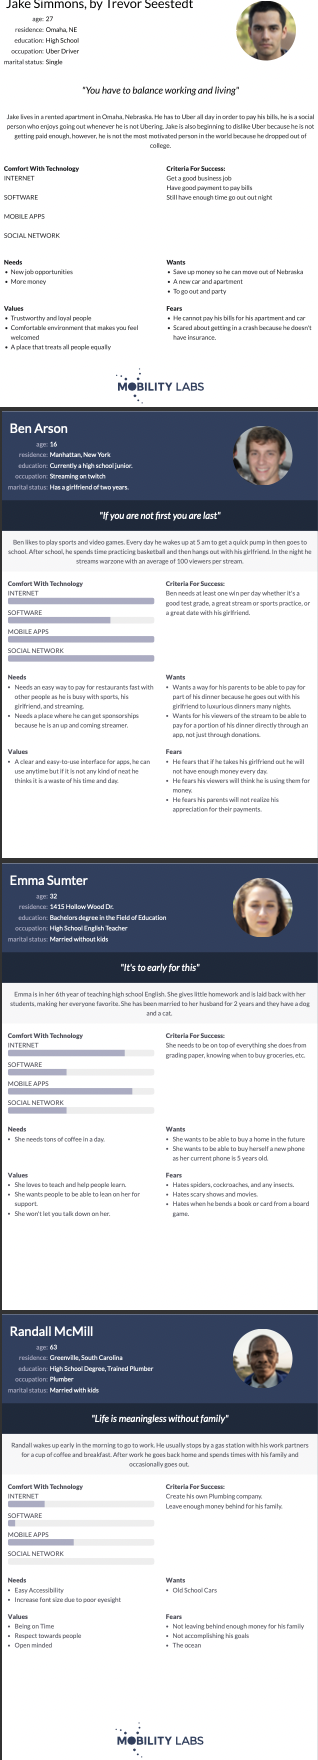 Jake Simmons, by Trevor Seestedt
age: 27
residence: Omaha, NE
education: High School
occupation: Uber Driver
marital status: Single
"You have to balance working and living"
Jake lives in a rented apartment in Omaha, Nebraska. He has to Uber all day in order to pay his bills, he is a social
person who enjoys going out whenever he is not Ubering. Jake is also beginning to dislike Uber because he is not
getting paid enough, however, he is not the most motivated person in the world because he dropped out of
college.
Comfort With Technology
INTERNET
SOFTWARE
MOBILE APPS
SOCIAL NETWORK
Criteria For Success:
Get a good business job
Have good payment to pay bills
Still have enough time go out out night
Needs
• New job opportunities
• More money
Wants
• Save up money so he can move out of Nebraska
• A new car and apartment
• To go out and party
Values
• Trustworthy and loyal people
• Comfortable environment that makes you feel
welcomed
• A place that treats all people equally
Fears
• He cannot pay his bills for his apartment and car
• Scared about getting in a crash because he doesn't
have insurance.
MOBILITY LABS
Ben Arson
age: 16
residence: Manhattan, New York
education: Currently a high school junior.
occupation: Streaming on twitch
marital status: Has a girlfriend of two years.
"If you are not first you are last"
Ben likes to play sports and video games. Every day he wakes up at 5 am to get a quick pump in then goes to
school. After school, he spends time practicing basketball and then hangs out with his girlfriend. In the night he
streams warzone with an average of 100 viewers per stream.
Comfort With Technology
INTERNET
SOFTWARE
MOBILE APPS
SOCIAL NETWORK
Criteria For Success:
Ben needs at least one win per day whether it's a
good test grade, a great stream or sports practice, or
a great date with his girlfriend.
Needs
• Needs an easy way to pay for restaurants fast with
other people as he is busy with sports, his
girlfriend, and streaming.
• Needs a place where he can get sponsorships
because he is an up and coming streamer.
Wants
• Wants a way for his parents to be able to pay for
part of his dinner because he goes out with his
girlfriend to luxurious dinners many nights.
• Wants for his viewers of the stream to be able to
pay for a portion of his dinner directly through an
app, not just through donations.
Values
• A clear and easy-to-use interface for apps, he can
use anytime but if it is not any kind of neat he
thinks it is a waste of his time and day.
Fears
• He fears that if he takes his girlfriend out he will
not have enough money every day.
• He fears his viewers will think he is using them for
money.
• He fears his parents will not realize his
appreciation for their payments.
Emma Sumter
age: 32
residence: 1415 Hollow Wood Dr.
education: Bachelors degree in the Field of Education
occupation: High School English Teacher
marital status: Married without kids
"It's to early for this"
Emma is in her 6th year of teaching high school English. She gives little homework and is laid back with her
students, making her everyone favorite. She has been married to her husband for 2 years and they have a dog
and a cat.
Comfort With Technology
INTERNET
SOFTWARE
MOBILE APPS
SOCIAL NETWORK
Criteria For Success:
She needs to be on top of everything she does from
grading paper, knowing when to buy groceries, etc.
Needs
• She needs tons of coffee in a day.
Wants
• She wants to be able to buy a home in the future
• She wants to be able to buy herself a new phone
as her current phone is 5 years old.
Values
• She loves to teach and help people learn.
• She wants people to be able to lean on her for
support.
• She won't let you talk down on her.
Fears
• Hates spiders, cockroaches, and any insects.
• Hates scary shows and movies.
• Hates when he bends a book or card from a board
game.
Randall McMill
age: 63
residence: Greenville, South Carolina
education: High School Degree, Trained Plumber
occupation: Plumber
marital status: Married with kids
"Life is meaningless without family"
Randall wakes up early in the morning to go to work. He usually stops by a gas station with his work partners
for a cup of coffee and breakfast. After work he goes back home and spends times with his family and
occasionally goes out.
Comfort With Technology
INTERNET
SOFTWARE
MOBILE APPS
SOCIAL NETWORK
Criteria For Success:
Create his own Plumbing company.
Leave enough money behind for his family.
Needs
• Easy Accessibility
• Increase font size due to poor eyesight
Wants
• Old School Cars
Values
• Being on Time
• Respect towards people
• Open minded
Fears
• Not leaving behind enough money for his family
• Not accomplishing his goals
• The ocean
MOBILITY LABS